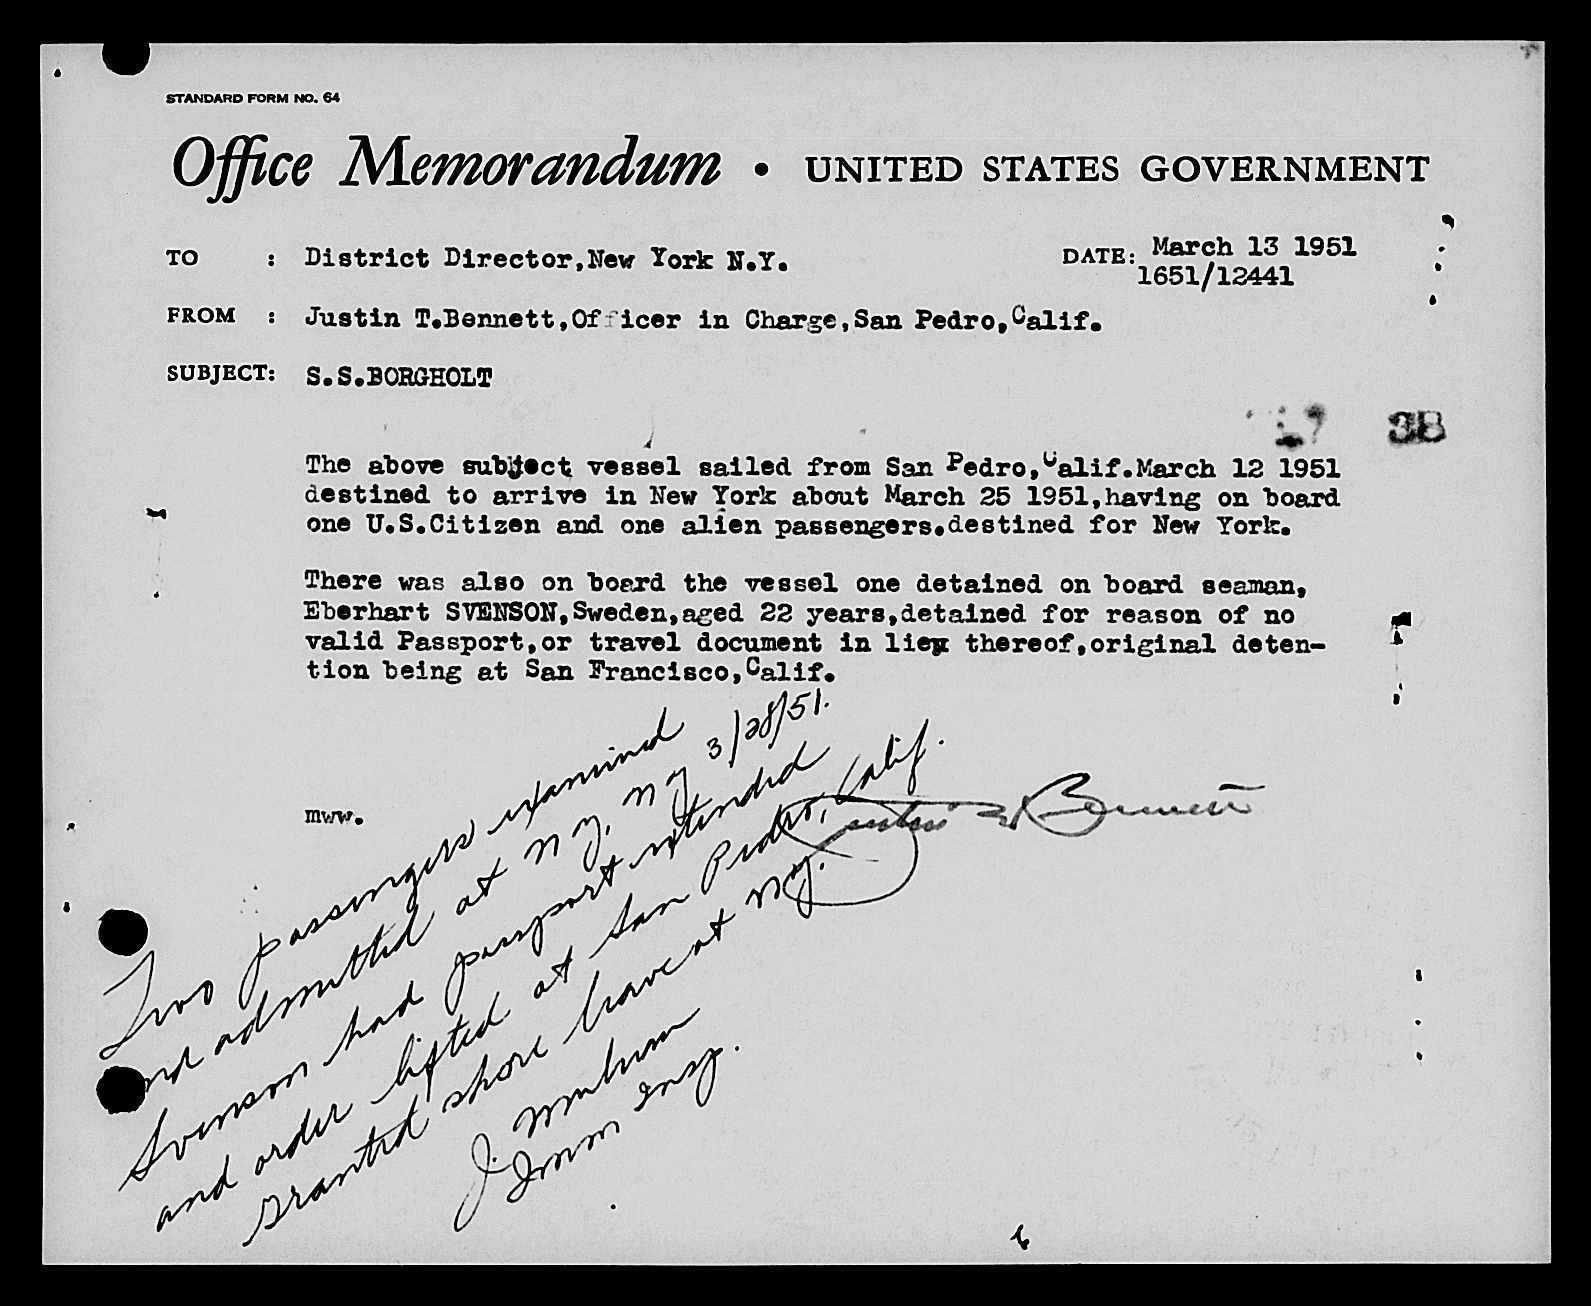 STANDARD FORM NO. 64
Office Memorandum • UNITED STATES GOVERNMENT
TO : District Director,New York N.Y.
DATE: March 13 1951
1651/12441
FROM : Justin T.Bennett,Officer in Charge,San Pedro,Calif.
SUBJECT: S.S.BORGHOLT
38
The above subject vessel sailed from San Pedro,Calif.March 12 1951
destined to arrive in New York about March 25 1951,having on board
one U.S.Citizen and one alien passengers.destined for New York.
There was also on board the vessel one detained on board seaman,
Eberhart SVENSON,Sweden,aged 22 years,detained for reason of no
valid Passport,or travel document in lieu thereof,original deten-
tion being at San Francisco,Calif.
mww.
Justin T Bennett
Two passengers examined
and admitted at N.Y. N Y 3/28/51.
Svenson had passport extended
and order lifted at San Pedro, Calif.
Granted shore leave at N.Y.
J.
Imm Insp.